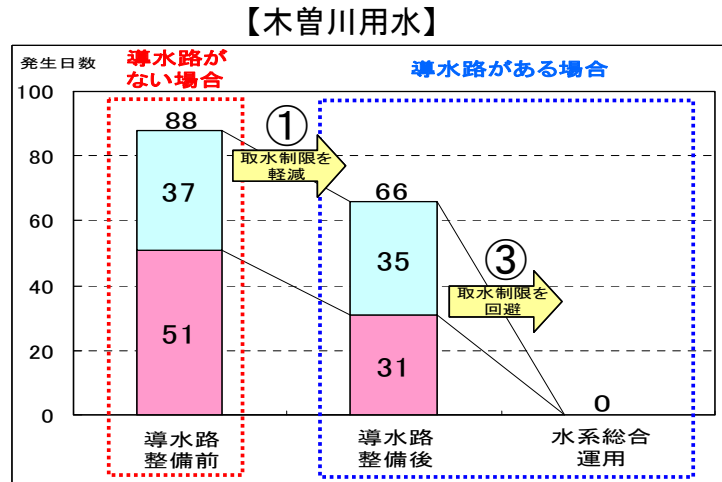 【木曽川用水】
発生日数
導水路が
ない場合
導水路がある場合
100
80
60
40
20
0
88
37
51
①
取水制限を
軽減
66
35
31
③
取水制限を
回避
0
導水路
整備前
導水路
整備後
水系総合
運用